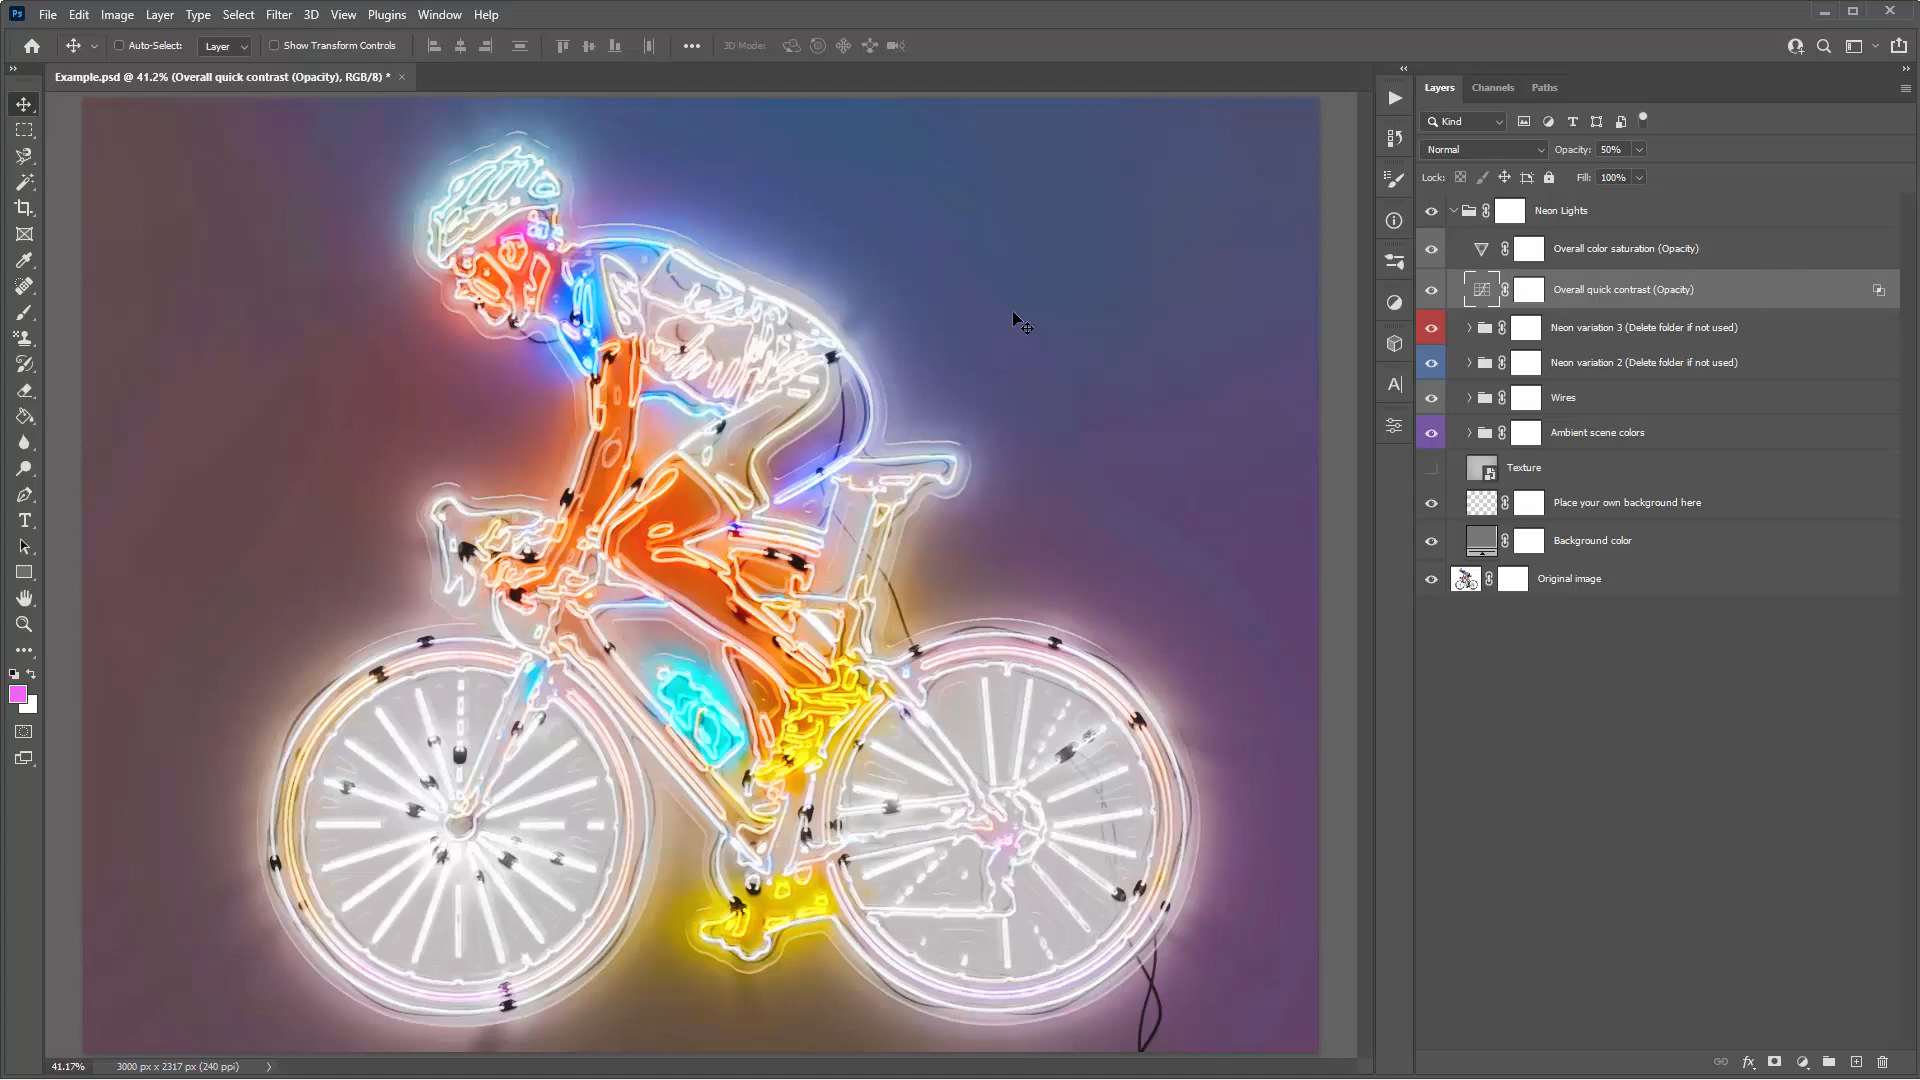 Ps File Edit Image Layer Type Select Filter 3D View Plugins Window Help
Auto-Select: Layer Show Transform Controls 3D Mode:
Example.psd @ 41.2% (Overall quick contrast (Opacity), RGB/8) *
Layers Channels Paths
Kind
Normal Opacity: 50%
Lock: Fill: 100%
Neon Lights
Overall color saturation (Opacity)
Overall quick contrast (Opacity)
Neon variation 3 (Delete folder if not used)
Neon variation 2 (Delete folder if not used)
Wires
Ambient scene colors
Texture
Place your own background here
Background color
Original image
41.17% 3000 px x 2317 px (240 ppi)